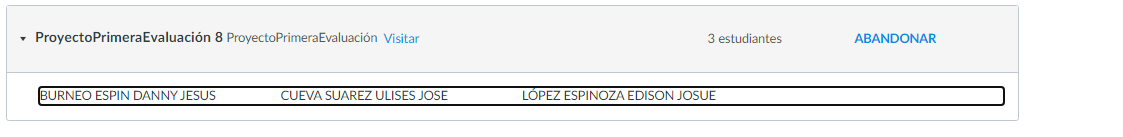 ProyectoPrimeraEvaluación 8 ProyectoPrimeraEvaluación Visitar 3 estudiantes ABANDONAR
BURNEO ESPIN DANNY JESUS CUEVA SUAREZ ULISES JOSE LÓPEZ ESPINOZA EDISON JOSUE